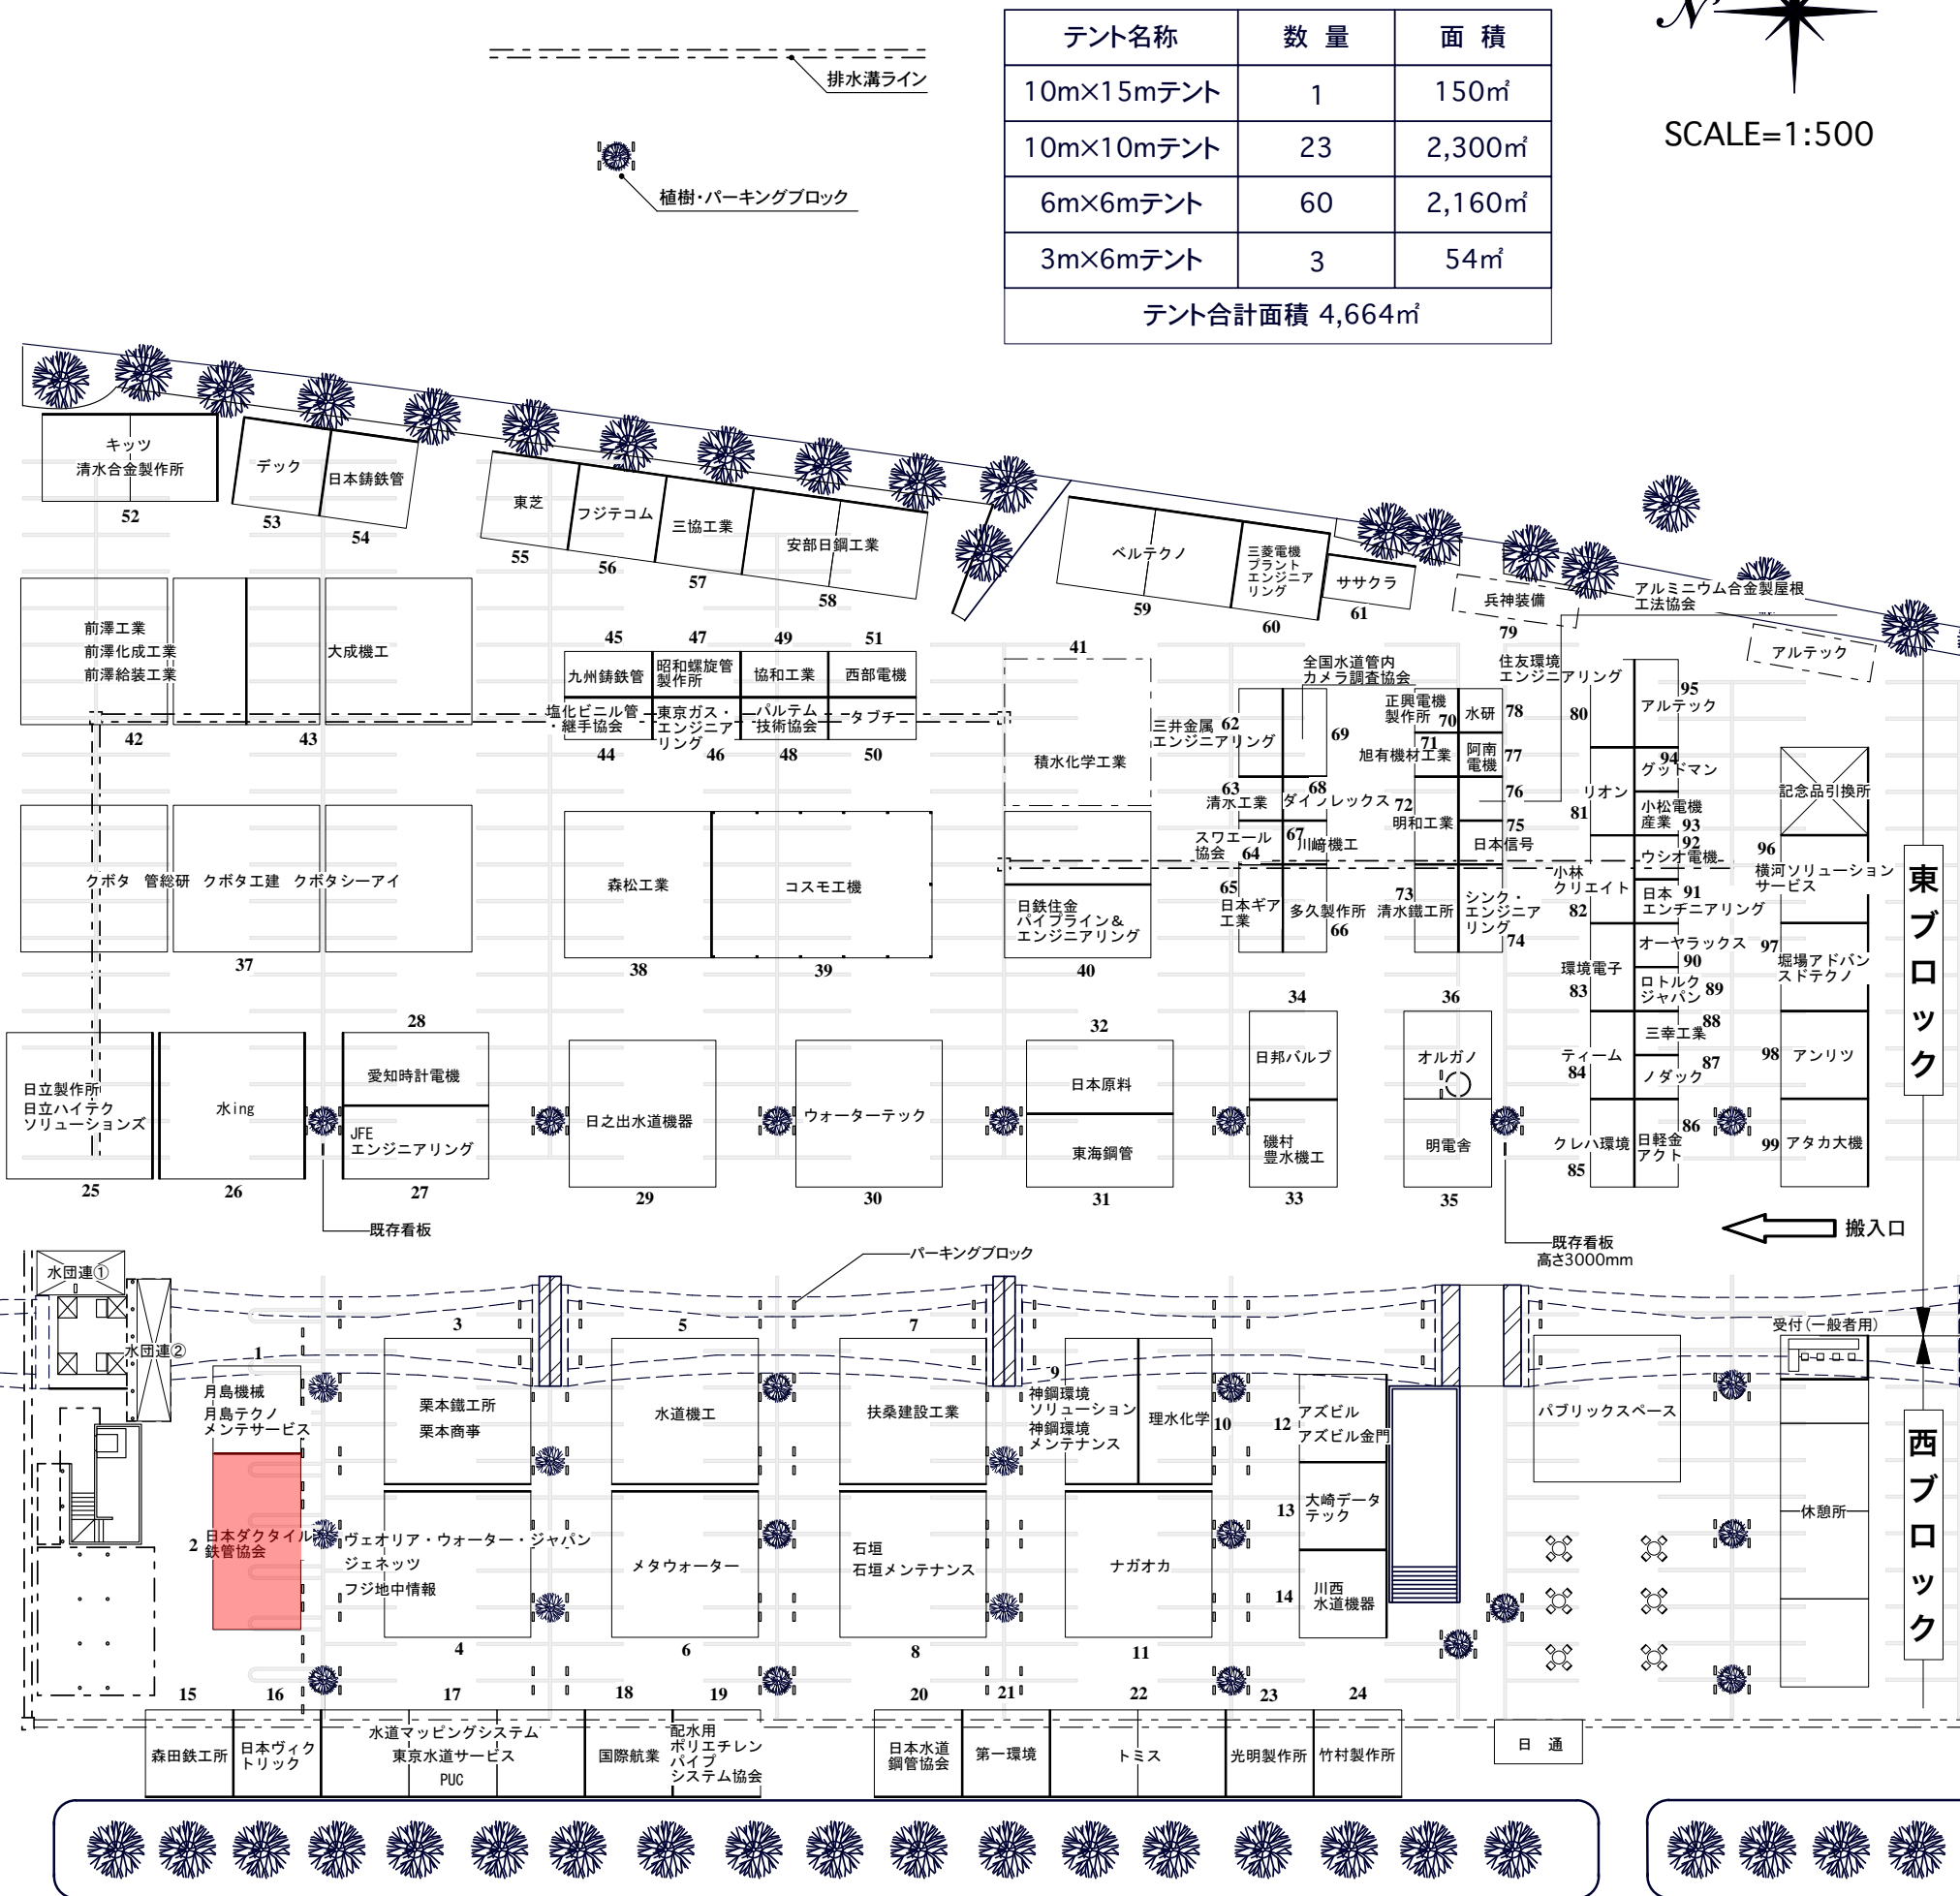 テント名称 数 量 面 積
10m×15mテント 1 150㎡
10m×10mテント 23 2,300㎡
6m×6mテント 60 2,160㎡
3m×6mテント 3 54㎡
テント合計面積 4,664㎡
N
SCALE=1:500
排水溝ライン
植樹・パーキングブロック
キッツ
清水合金製作所
52
デック
53
日本鋳鉄管
54
東芝
55
フジテコム
56
三協工業
57
安部日鋼工業
58
ベルテクノ
59
三菱電機
プラント
エンジニア
リング
60
ササクラ
61
兵神装備
79
アルミニウム合金製屋根
工法協会
アルテック
前澤工業
前澤化成工業
前澤給装工業
42
大成機工
43
45
九州鋳鉄管
47
昭和螺旋管
製作所
49
協和工業
51
西部電機
塩化ビニル管
・継手協会
44
東京ガス・
エンジニア
リング
46
パルテム
技術協会
48
タブチ
50
41
積水化学工業
全国水道管内
カメラ調査協会
三井金属
エンジニアリング
62
69
63
清水工業
68
ダイフレックス
スワエール
協会
64
67
川﨑機工
65
日本ギア
工業
多久製作所
66
正興電機
製作所
70
水研
78
71
旭有機材工業
阿南
電機
77
72
明和工業
76
75
日本信号
73
清水鐵工所
シンク・
エンジニア
リング
74
住友環境
エンジニアリング
80
95
アルテック
リオン
81
94
グッドマン
小松電機
産業
93
92
ウシオ電機
小林
クリエイト
82
日本
エンヂニアリング
91
環境電子
83
オーヤラックス
90
ロトルク
ジャパン
89
ティーム
84
88
三幸工業
87
ノダック
クレハ環境
85
86
日軽金
アクト
記念品引換所
96
横河ソリューション
サービス
97
堀場アドバン
スドテクノ
98
アンリツ
99
アタカ大機
東ブロック
クボタ 管総研 クボタ工建 クボタシーアイ
37
森松工業
38
コスモ工機
39
日鉄住金
パイプライン&
エンジニアリング
40
日立製作所
日立ハイテク
ソリューションズ
25
水ing
26
28
愛知時計電機
JFE
エンジニアリング
27
日之出水道機器
29
ウォーターテック
30
32
日本原料
東海鋼管
31
34
日邦バルブ
磯村
豊水機工
33
36
オルガノ
明電舎
35
既存看板
既存看板
高さ3000mm
搬入口
パーキングブロック
水団連①
水団連②
1
月島機械
月島テクノ
メンテサービス
2
日本ダクタイル
鉄管協会
3
栗本鐵工所
栗本商事
ヴェオリア・ウォーター・ジャパン
ジェネッツ
フジ地中情報
4
5
水道機工
メタウォーター
6
7
扶桑建設工業
石垣
石垣メンテナンス
8
9
神鋼環境
ソリューション
神鋼環境
メンテナンス
理水化学
10
ナガオカ
11
12
アズビル
アズビル金門
13
大崎データ
テック
14
川西
水道機器
パブリックスペース
受付(一般者用)
休憩所
西ブロック
15
森田鉄工所
16
日本ヴィク
トリック
17
水道マッピングシステム
東京水道サービス
PUC
18
国際航業
19
配水用
ポリエチレン
パイプ
システム協会
20
日本水道
鋼管協会
21
第一環境
22
トミス
23
光明製作所
24
竹村製作所
日 通